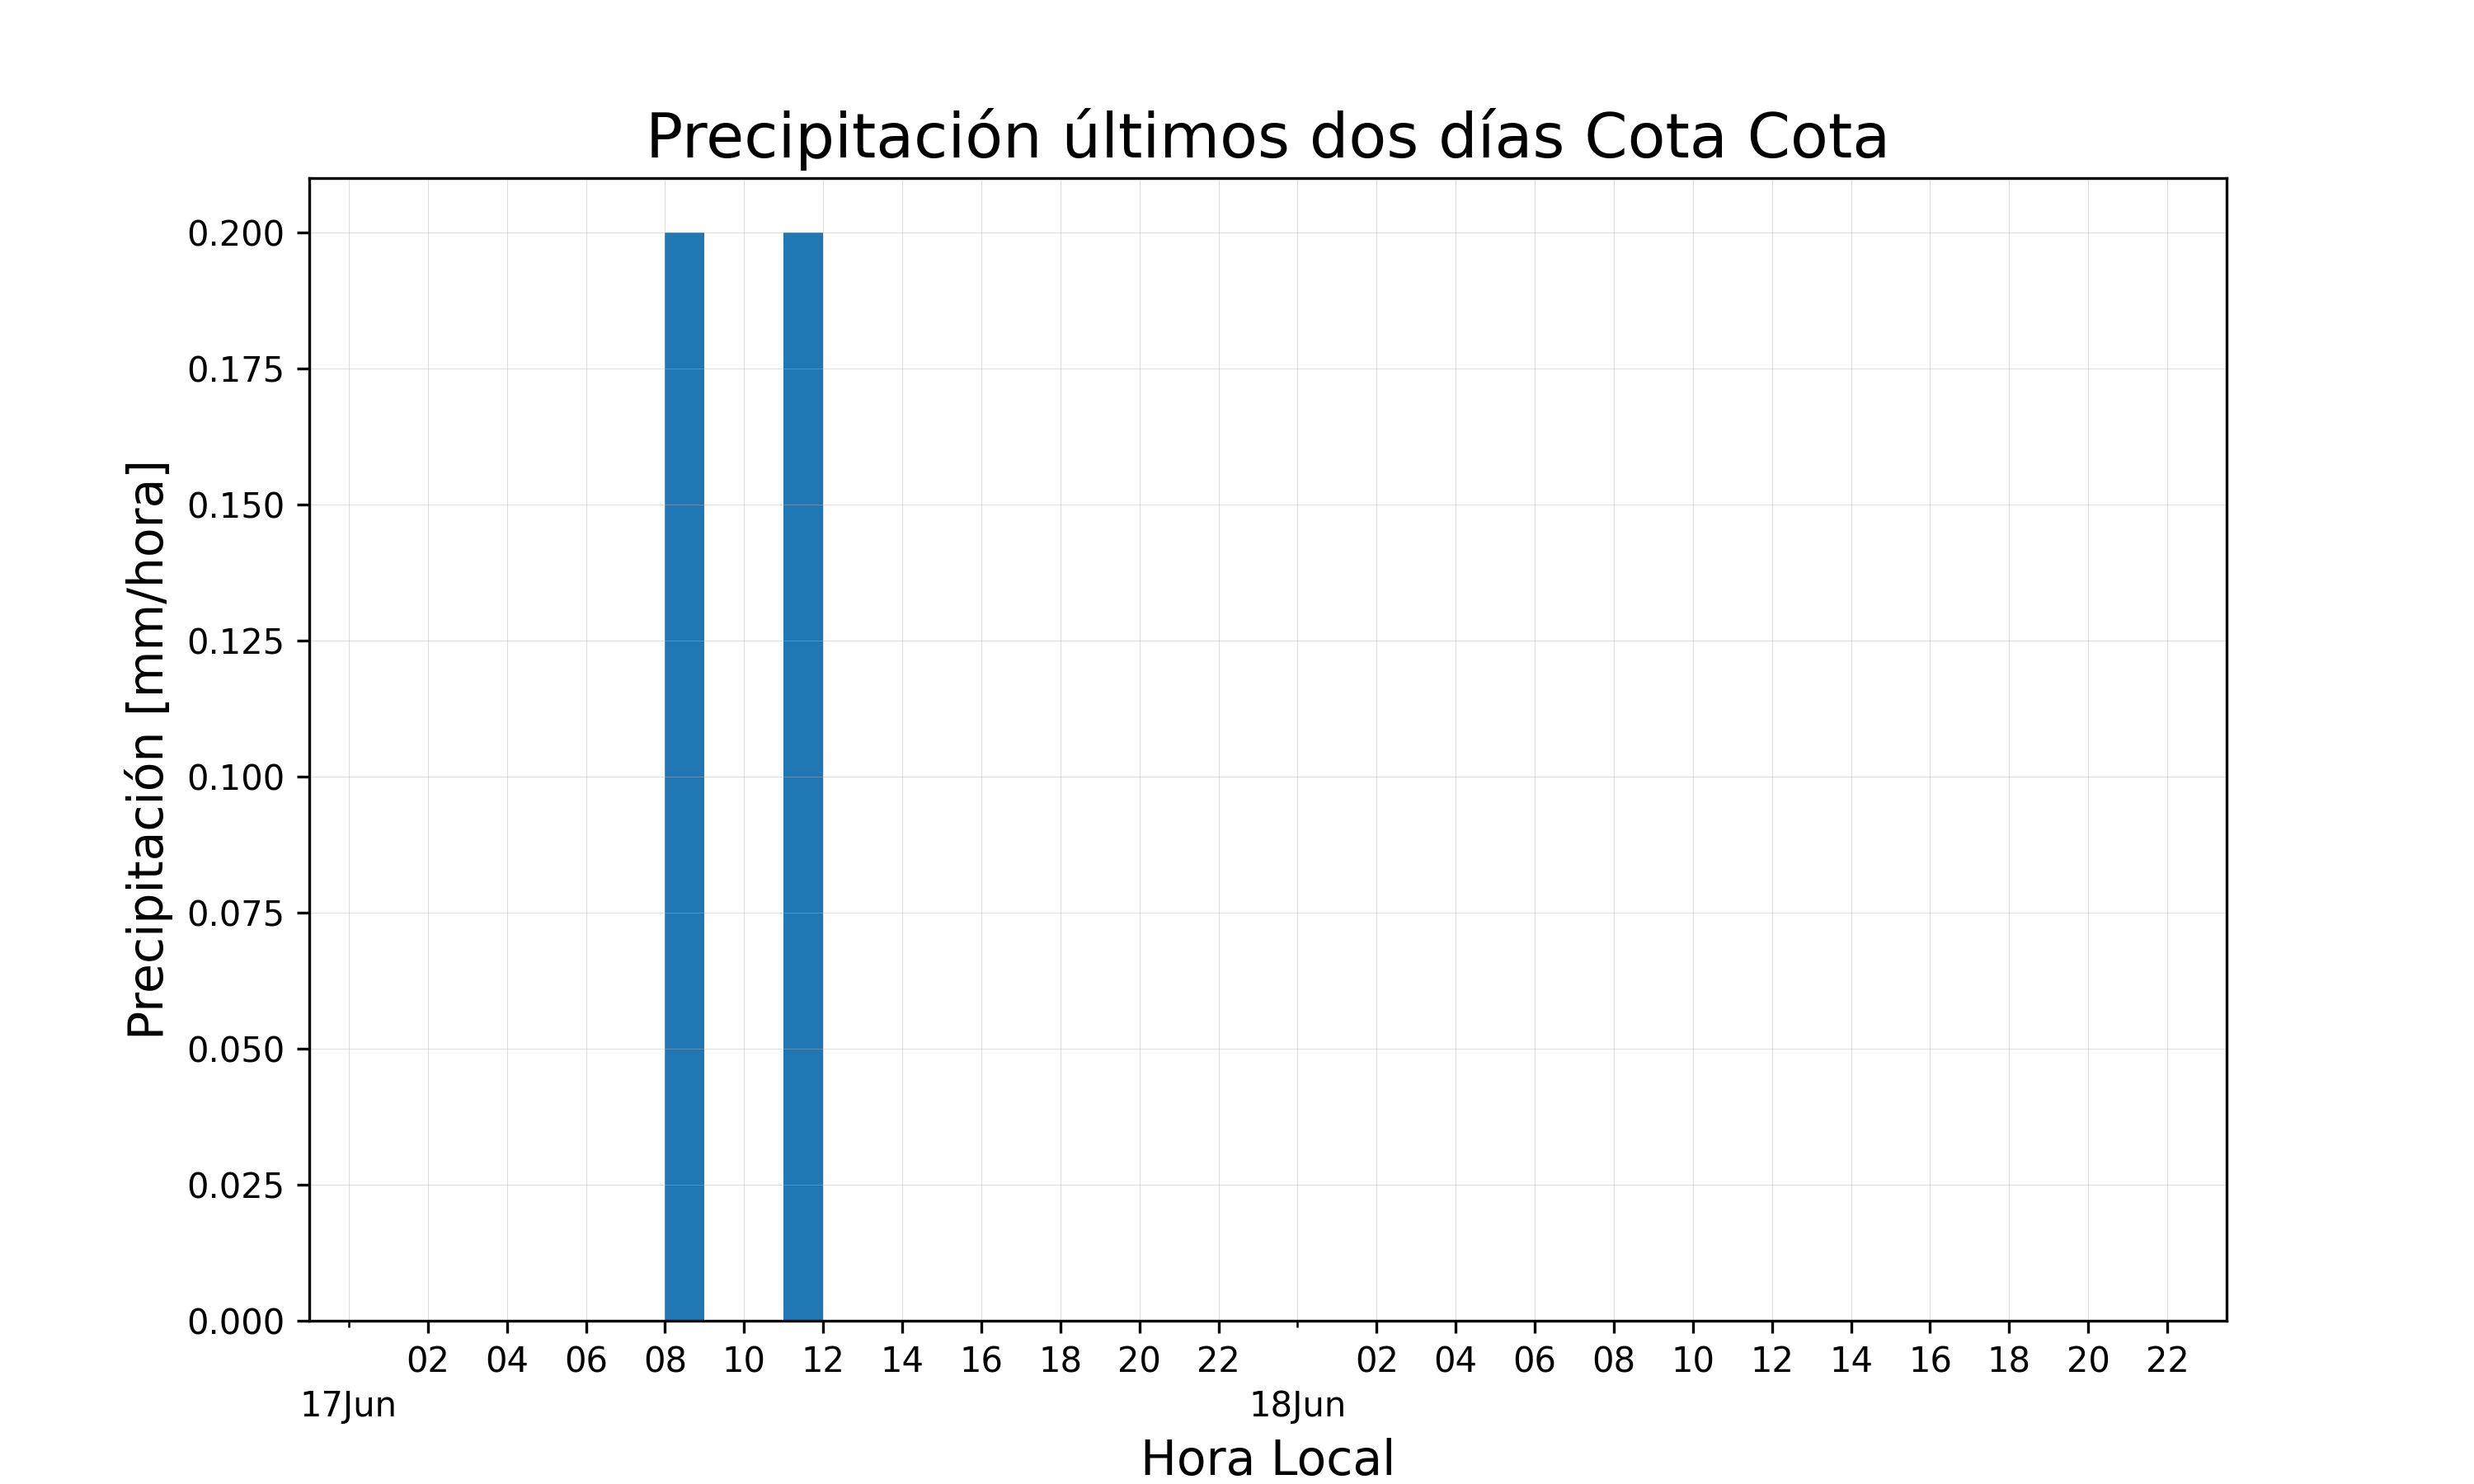 Precipitación últimos dos días Cota Cota
Precipitación [mm/hora]
0.200
0.175
0.150
0.125
0.100
0.075
0.050
0.025
0.000
02 04 06 08 10 12 14 16 18 20 22 02 04 06 08 10 12 14 16 18 20 22
17Jun 18Jun
Hora Local